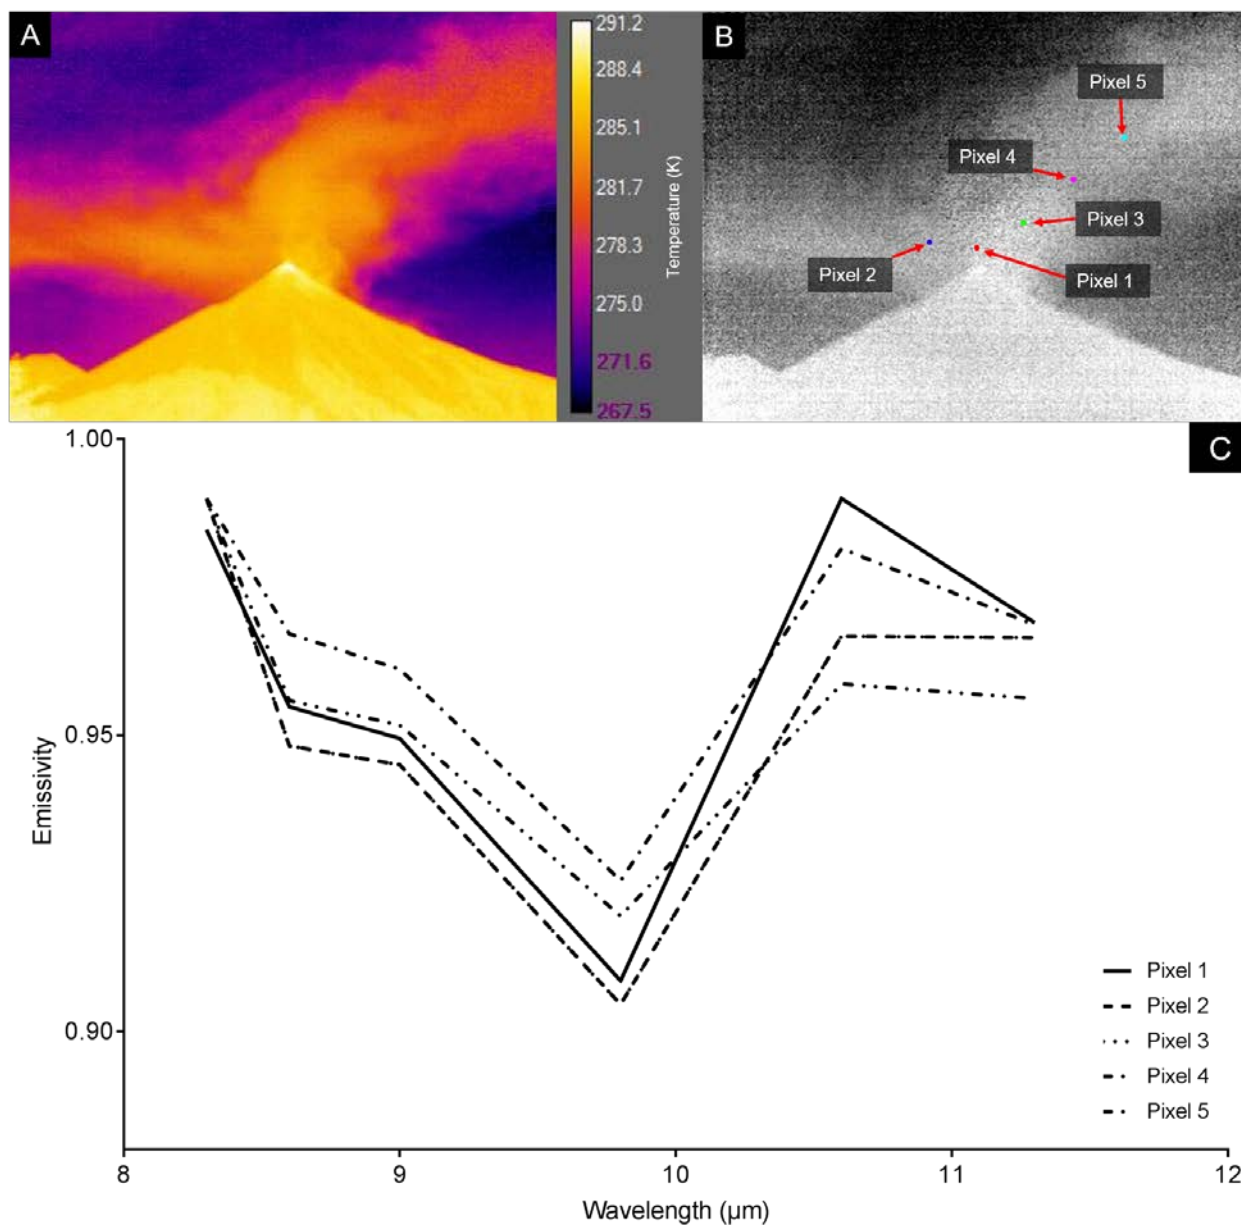 A
291.2
288.4
285.1
281.7
278.3
275.0
271.6
267.5
Temperature (K)
B
Pixel 5
Pixel 4
Pixel 3
Pixel 2
Pixel 1
C
1.00
0.95
0.90
Emissivity
8
9
10
11
12
Wavelength (µm)
Pixel 1
Pixel 2
Pixel 3
Pixel 4
Pixel 5